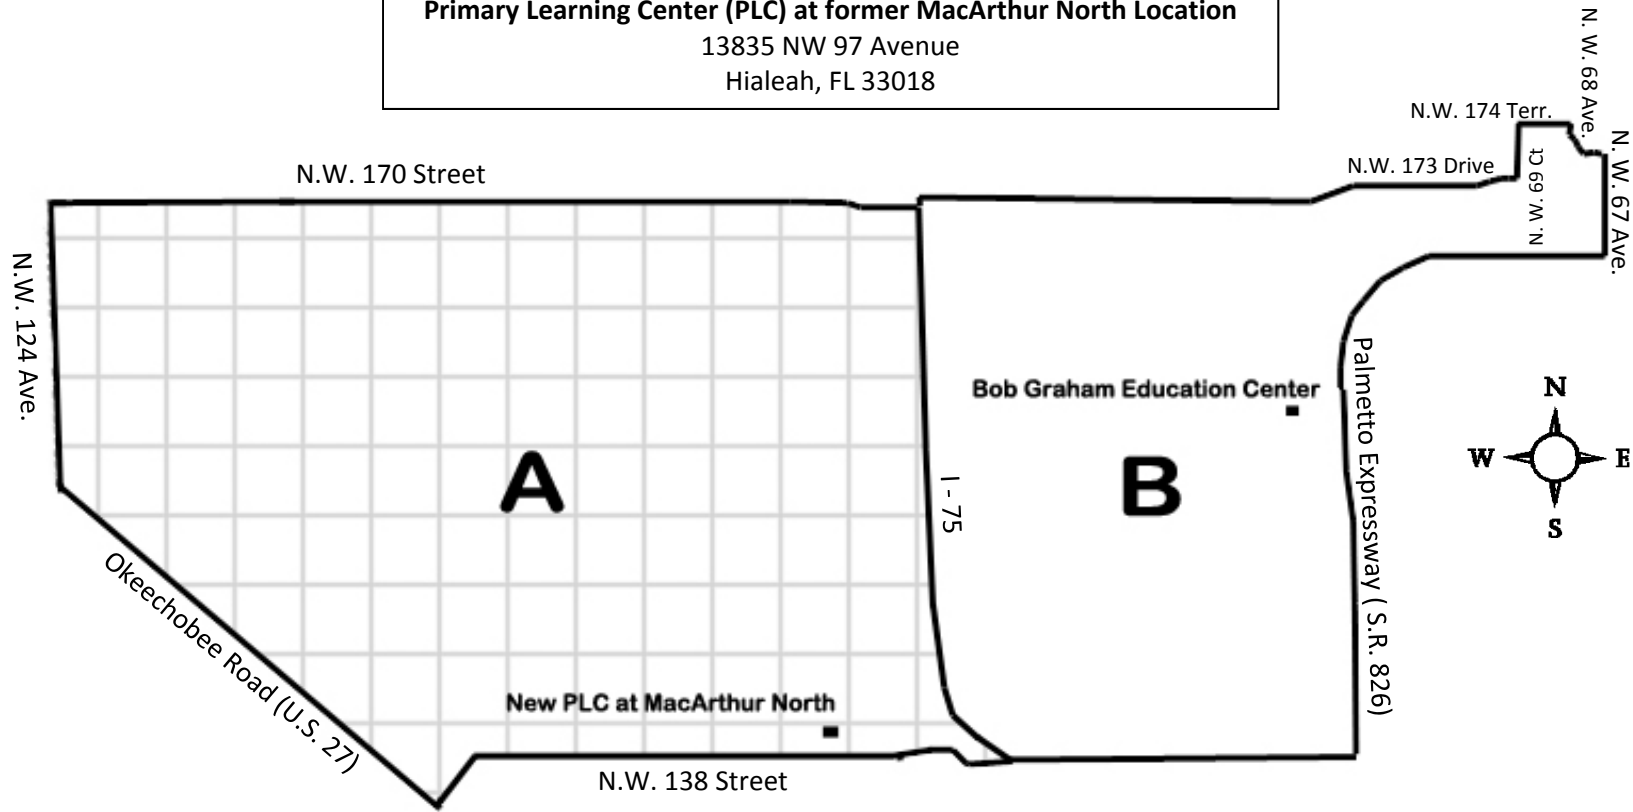 Primary Learning Center (PLC) at former MacArthur North Location
13835 NW 97 Avenue
Hialeah, FL 33018
N. W. 68 Ave.
N.W. 174 Terr.
N. W. 67 Ave.
N.W. 173 Drive
N. W. 69 Ct
N.W. 170 Street
N.W. 124 Ave.
Bob Graham Education Center
Palmetto Expressway ( S.R. 826)
N
W
E
S
A
B
I - 75
Okeechobee Road (U.S. 27)
New PLC at MacArthur North
N.W. 138 Street